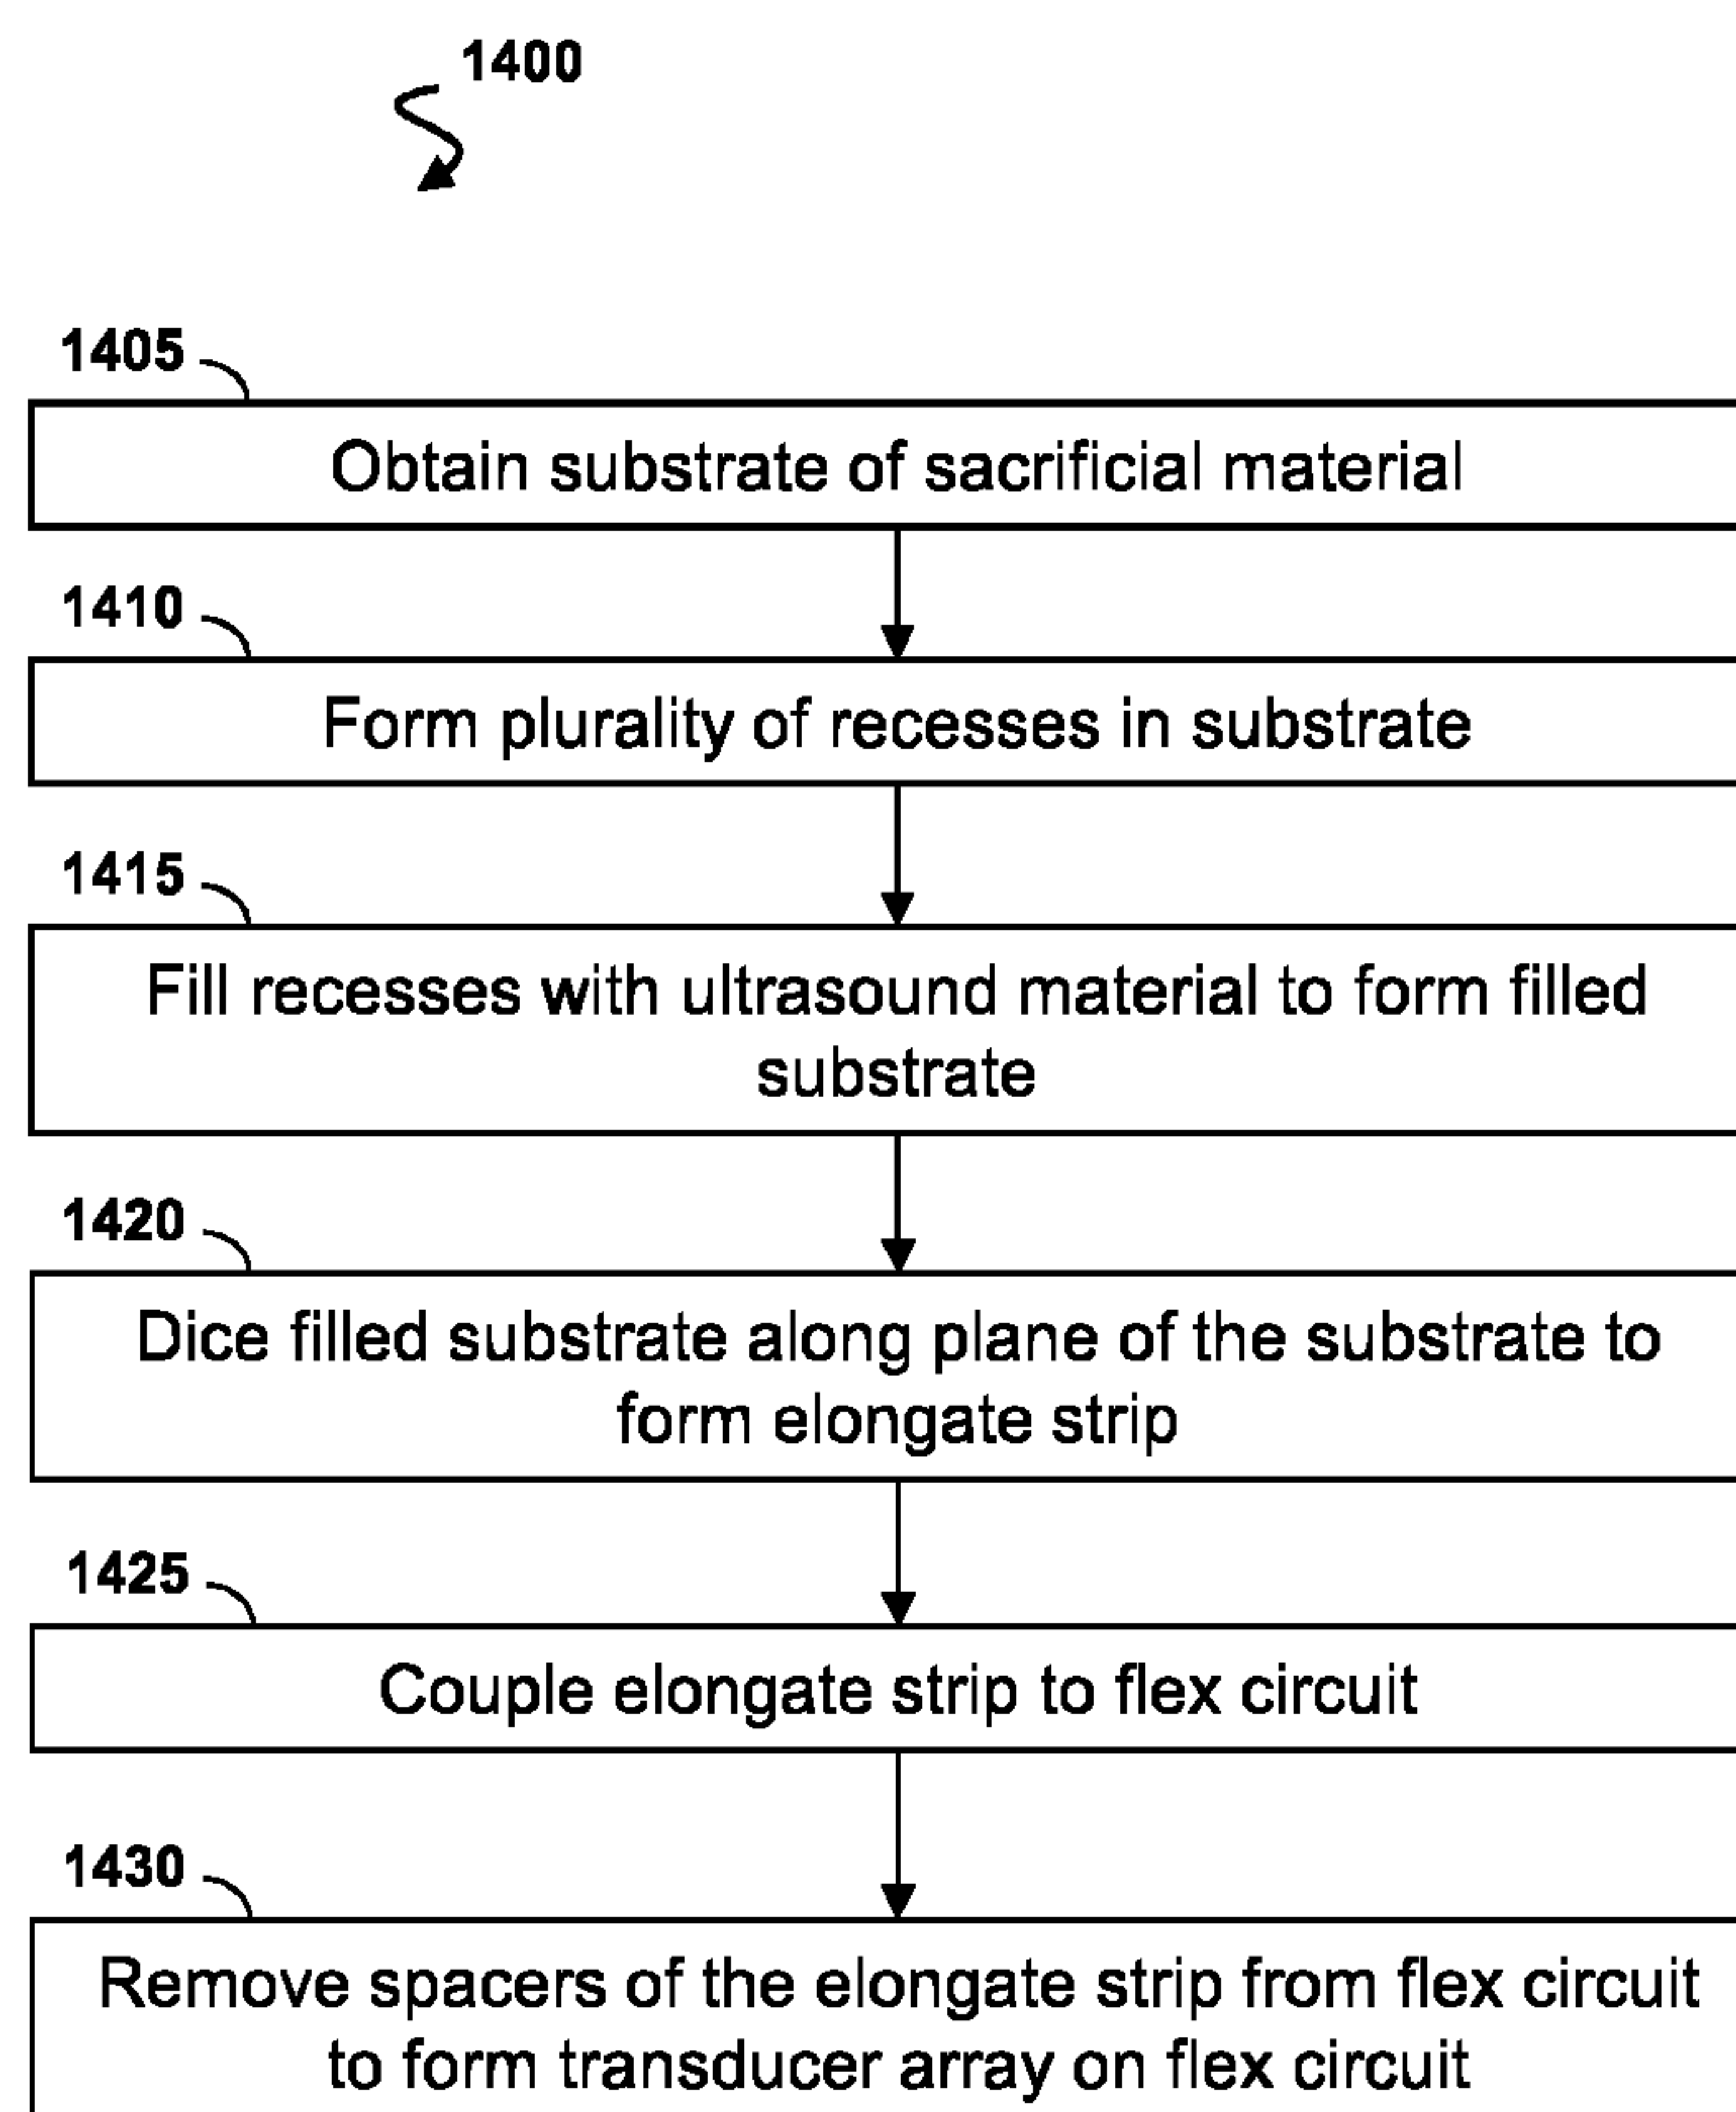 1400
1405
Obtain substrate of sacrificial material
1410
Form plurality of recesses in substrate
1415
Fill recesses with ultrasound material to form filled
substrate
1420
Dice filled substrate along plane of the substrate to
form elongate strip
1425
Couple elongate strip to flex circuit
1430
Remove spacers of the elongate strip from flex circuit
to form transducer array on flex circuit